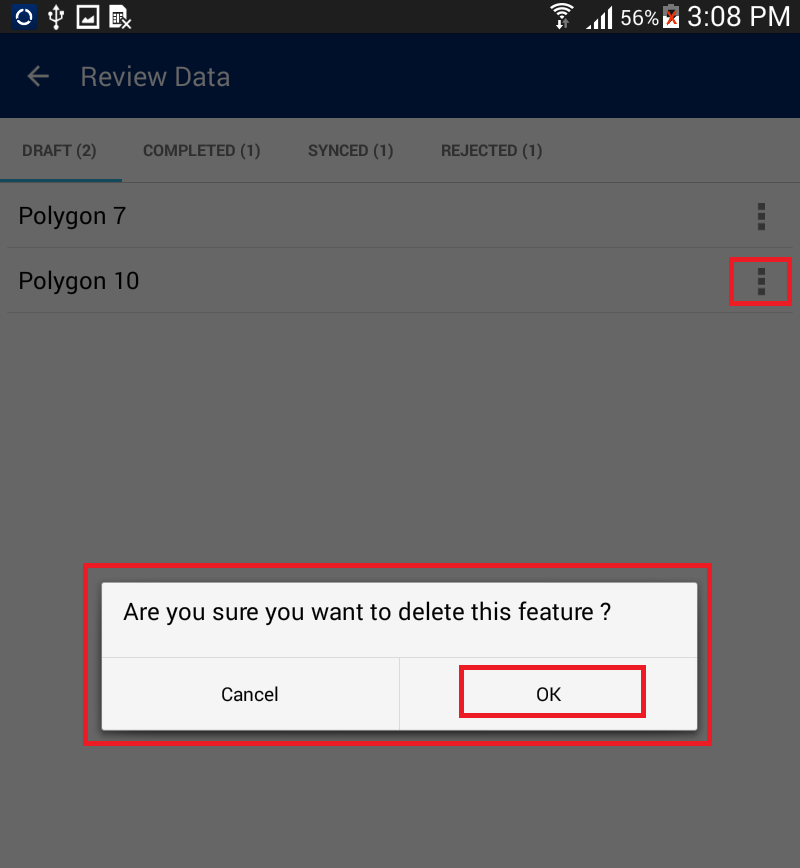 56% 3:08 PM
Review Data
DRAFT (2) COMPLETED (1) SYNCED (1) REJECTED (1)
Polygon 7
Polygon 10
Are you sure you want to delete this feature ?
Cancel OK